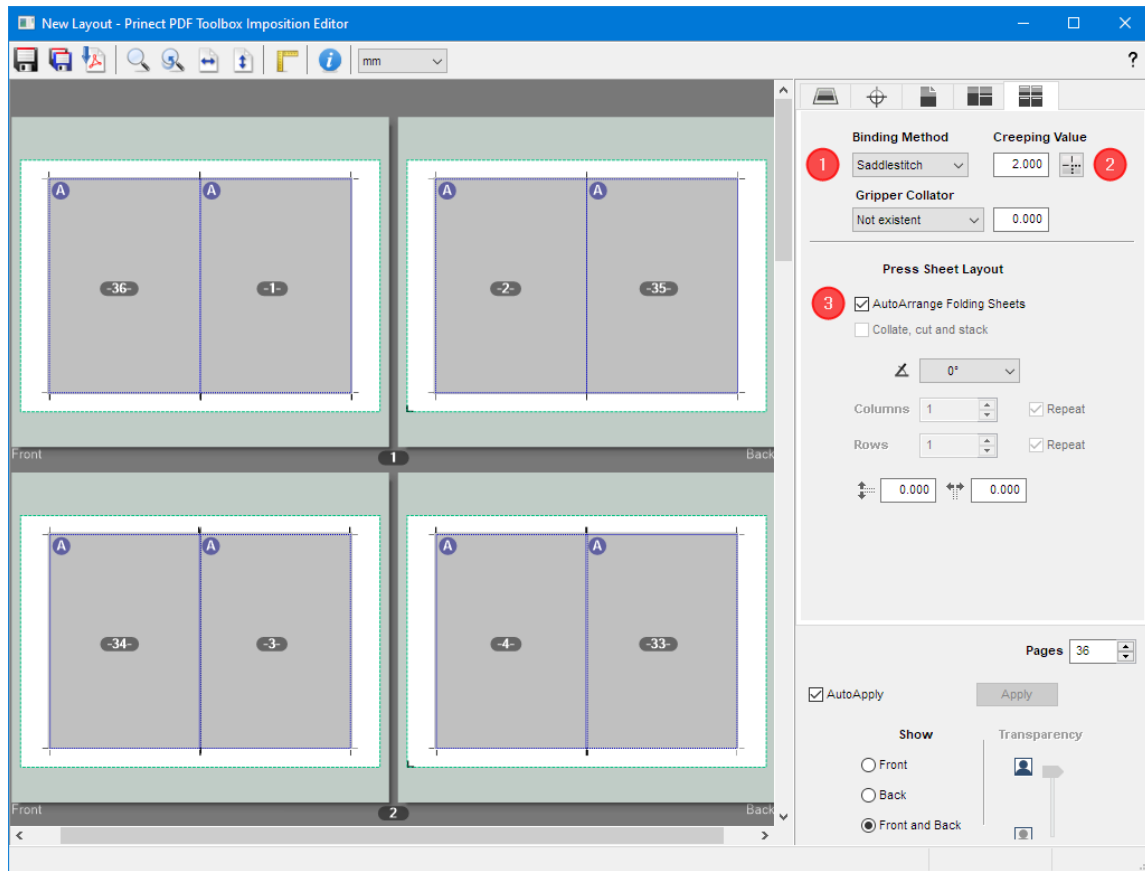 New Layout - Prinect PDF Toolbox Imposition Editor
mm
?
A A
-36- -1-
A
-2- -35-
Front 1 Back
A A
-34- -3-
A
-4- -33-
Front 2 Back
Binding Method Creeping Value
1 Saddlestitch 2.000 2
Gripper Collator
Not existent 0.000
Press Sheet Layout
3 AutoArrange Folding Sheets
Collate, cut and stack
0°
Columns 1 Repeat
Rows 1 Repeat
0.000 0.000
Pages 36
AutoApply Apply
Show Transparency
Front
Back
Front and Back